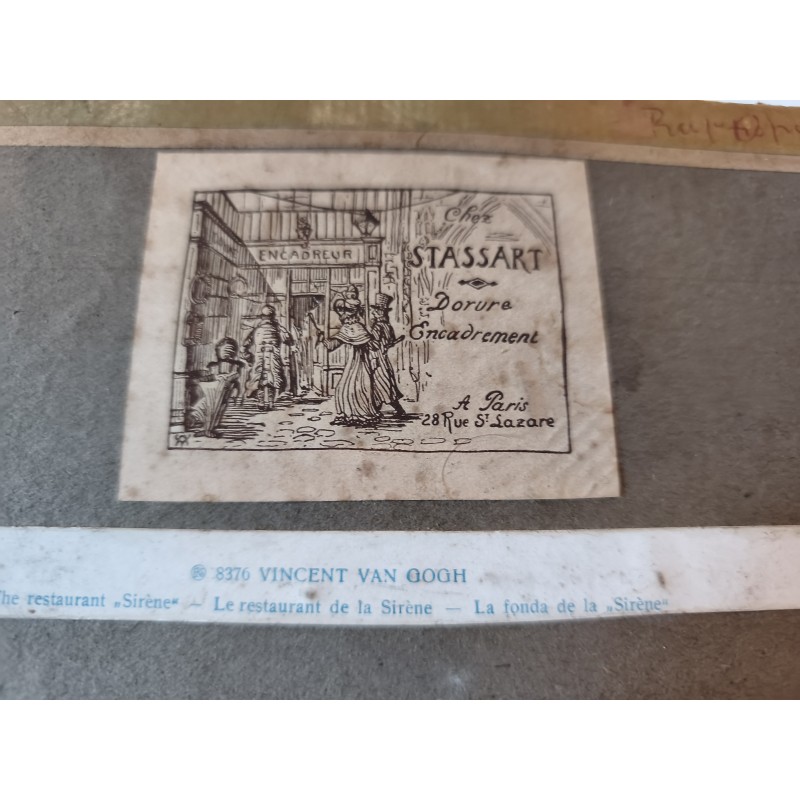 ENCADREUR
Chez
STASSART
Dorure
Encadrement
A Paris
28 Rue St Lazare
8376 VINCENT VAN GOGH
The restaurant „Sirène“ — Le restaurant de la Sirène — La fonda de la „Sirène“